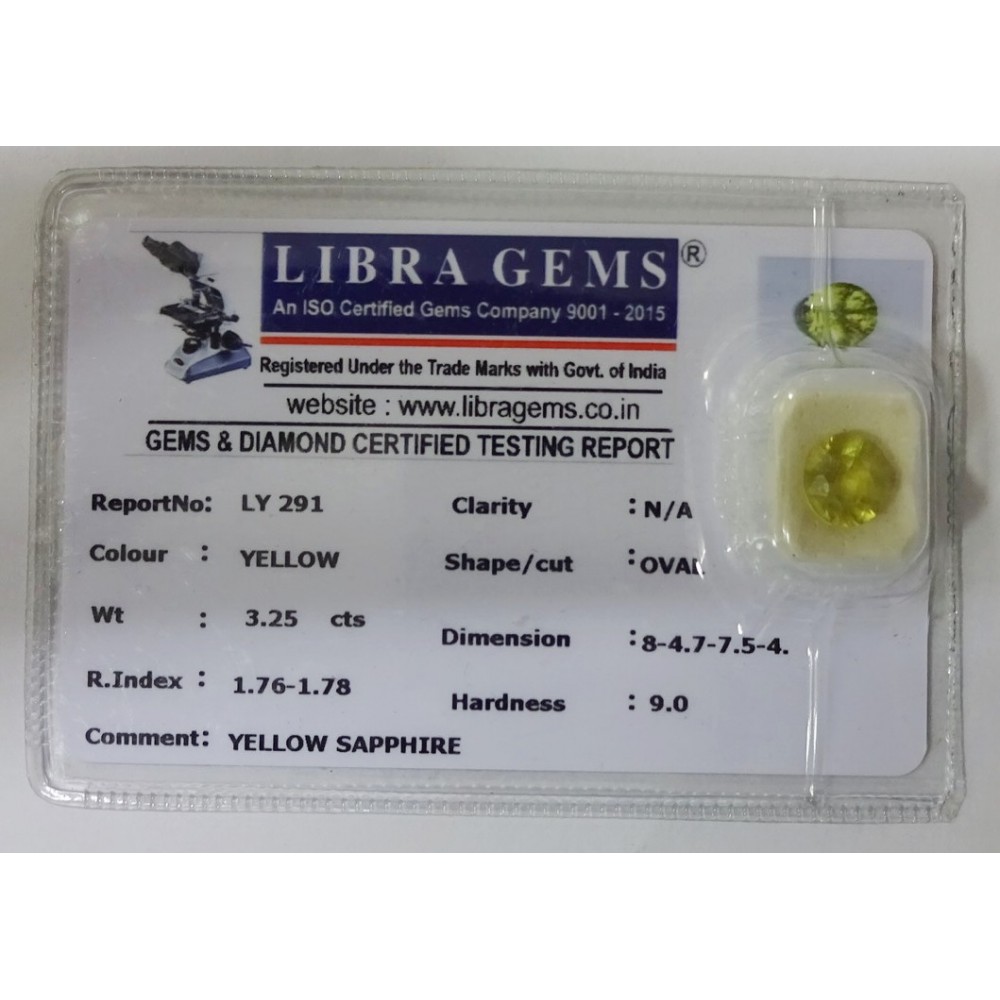 LIBRA GEMS ®
An ISO Certified Gems Company 9001 - 2015
Registered Under the Trade Marks with Govt. of India
website : www.libragems.co.in
GEMS & DIAMOND CERTIFIED TESTING REPORT
ReportNo: LY 291
Colour : YELLOW
Wt : 3.25 cts
R.Index : 1.76-1.78
Comment: YELLOW SAPPHIRE
Clarity : N/A
Shape/cut : OVAL
Dimension : 8-4.7-7.5-4.
Hardness : 9.0